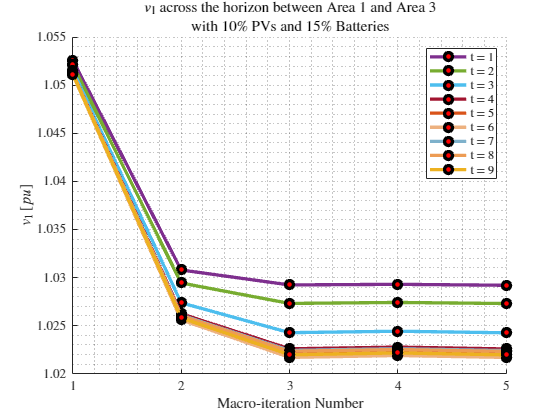 v₁ across the horizon between Area 1 and Area 3
with 10% PVs and 15% Batteries
1.055
1.05
1.045
1.04
1.035
1.03
1.025
1.02
v₁ [pu]
t = 1
t = 2
t = 3
t = 4
t = 5
t = 6
t = 7
t = 8
t = 9
1 2 3 4 5
Macro-iteration Number